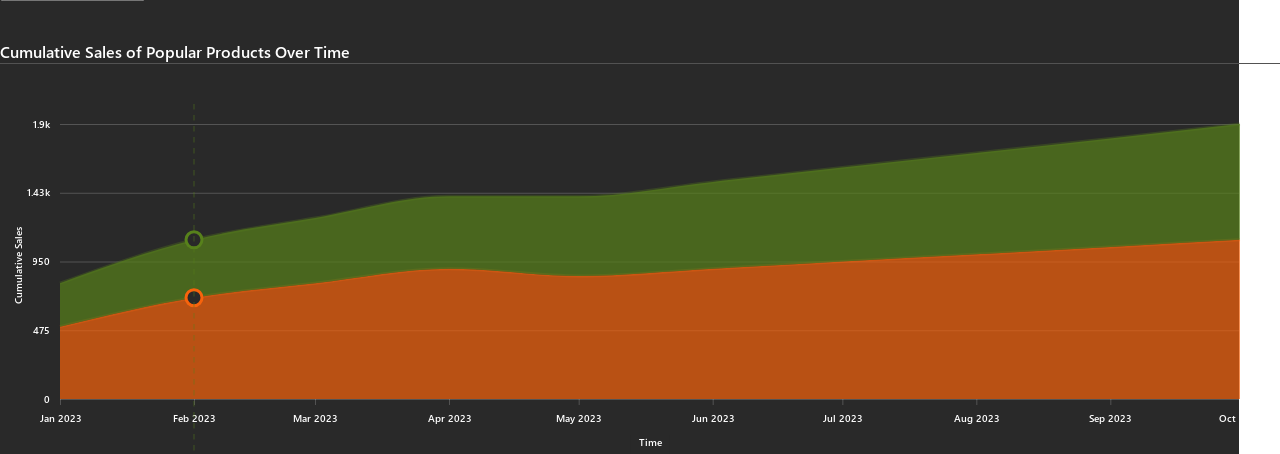 Cumulative Sales of Popular Products Over Time
1.9k
1.43k
950
475
0
Cumulative Sales
Jan 2023 Feb 2023 Mar 2023 Apr 2023 May 2023 Jun 2023 Jul 2023 Aug 2023 Sep 2023 Oct
Time